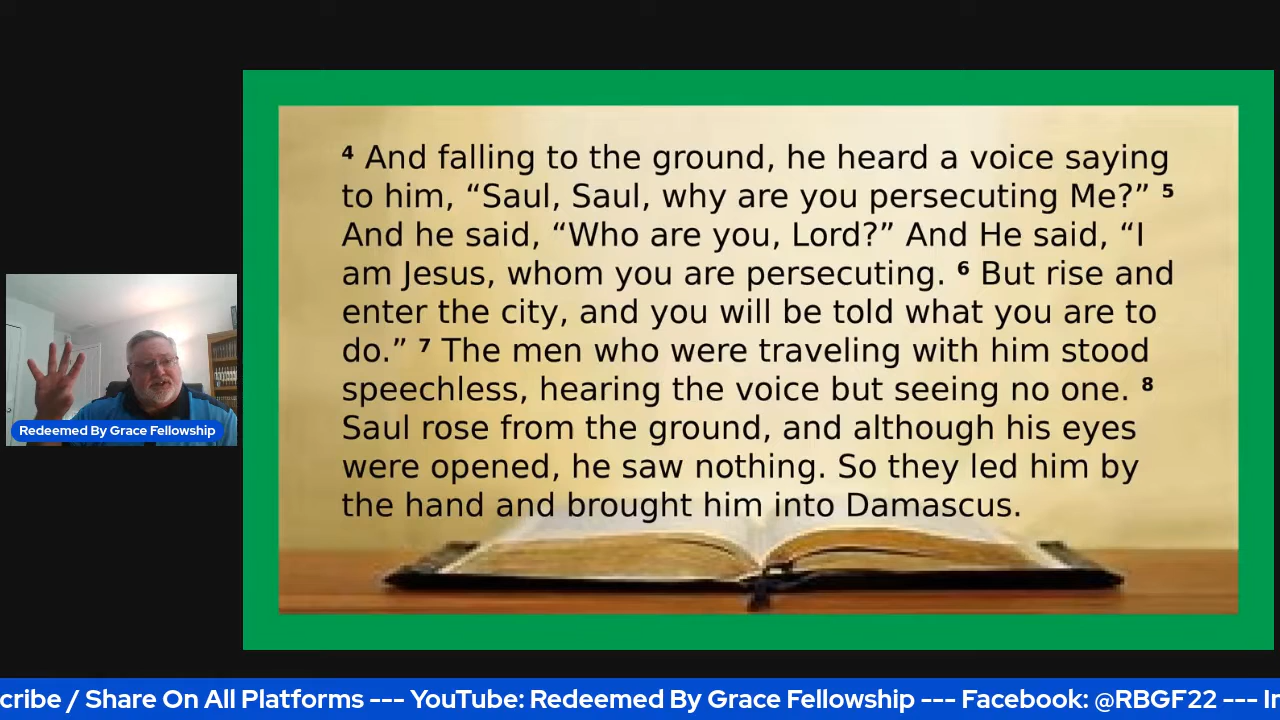 ⁴ And falling to the ground, he heard a voice saying
to him, “Saul, Saul, why are you persecuting Me?” ⁵
And he said, “Who are you, Lord?” And He said, “I
am Jesus, whom you are persecuting. ⁶ But rise and
enter the city, and you will be told what you are to
do.” ⁷ The men who were traveling with him stood
speechless, hearing the voice but seeing no one. ⁸
Saul rose from the ground, and although his eyes
were opened, he saw nothing. So they led him by
the hand and brought him into Damascus.
Redeemed By Grace Fellowship
cribe / Share On All Platforms --- YouTube: Redeemed By Grace Fellowship --- Facebook: @RBGF22 --- I